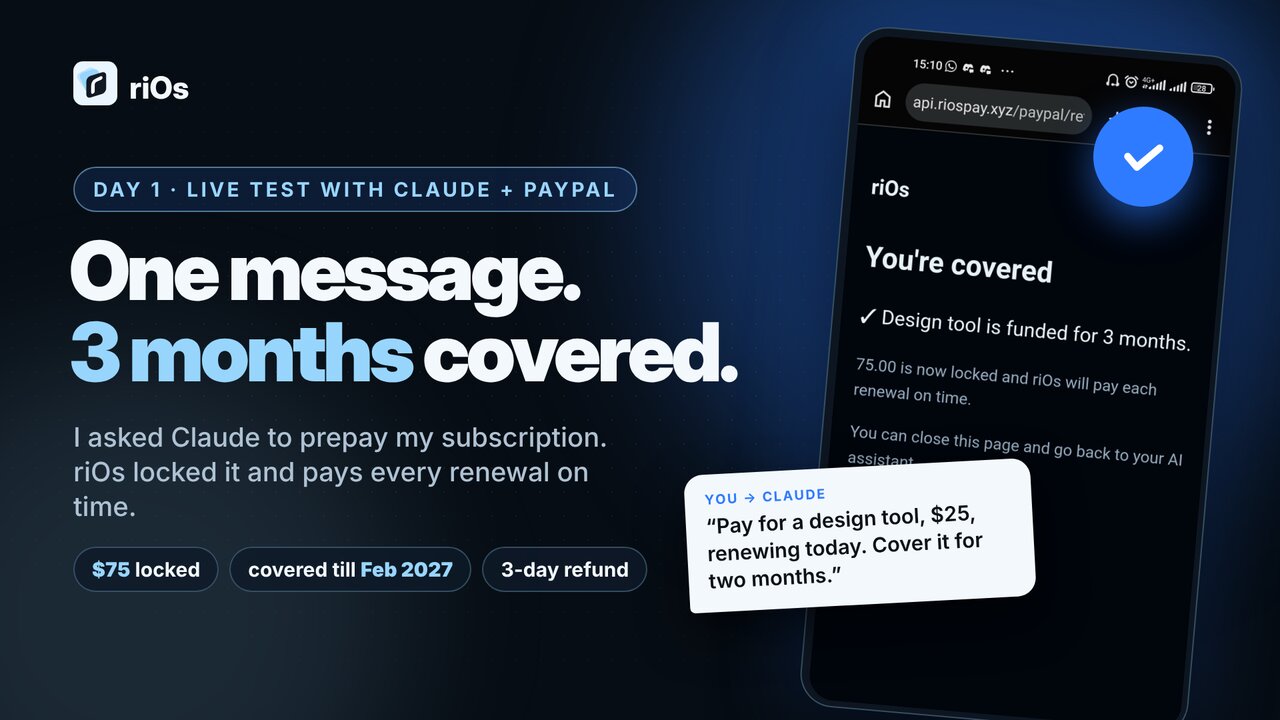 riOs
DAY 1 · LIVE TEST WITH CLAUDE + PAYPAL
One message.
3 months covered.
I asked Claude to prepay my subscription.
riOs locked it and pays every renewal on
time.
$75 locked
covered till Feb 2027
3-day refund
15:10
4G+
28
api.riospay.xyz/paypal/re
riOs
You're covered
✓ Design tool is funded for 3 months.
75.00 is now locked and riOs will pay each
renewal on time.
You can close this page and go back to your AI
assistant
YOU → CLAUDE
“Pay for a design tool, $25,
renewing today. Cover it for
two months.”